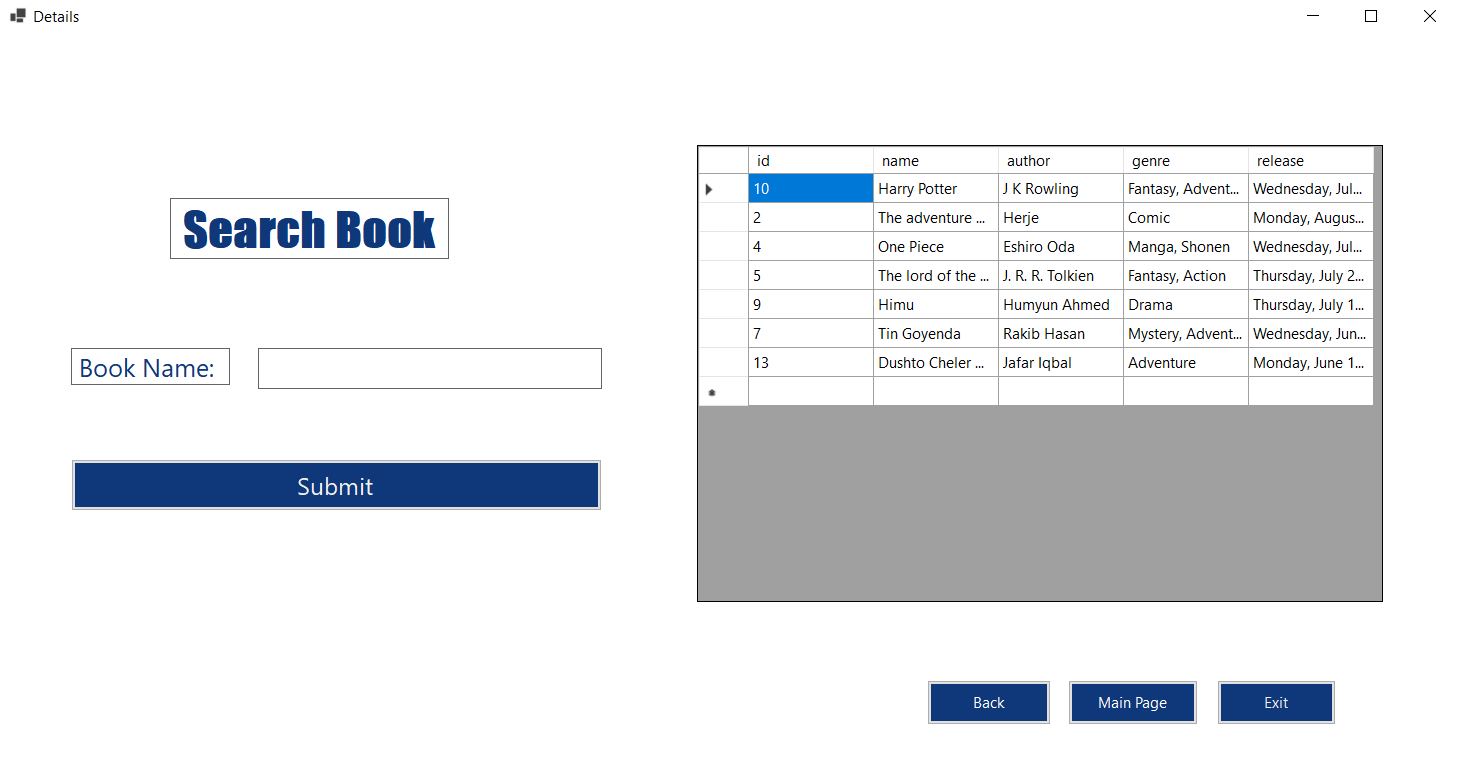 Details
Search Book
Book Name:
Submit
id name author genre release
10 Harry Potter J K Rowling Fantasy, Advent... Wednesday, Jul...
2 The adventure ... Herje Comic Monday, Augus...
4 One Piece Eshiro Oda Manga, Shonen Wednesday, Jul...
5 The lord of the ... J. R. R. Tolkien Fantasy, Action Thursday, July 2...
9 Himu Humyun Ahmed Drama Thursday, July 1...
7 Tin Goyenda Rakib Hasan Mystery, Advent... Wednesday, Jun...
13 Dushto Cheler ... Jafar Iqbal Adventure Monday, June 1...
Back Main Page Exit